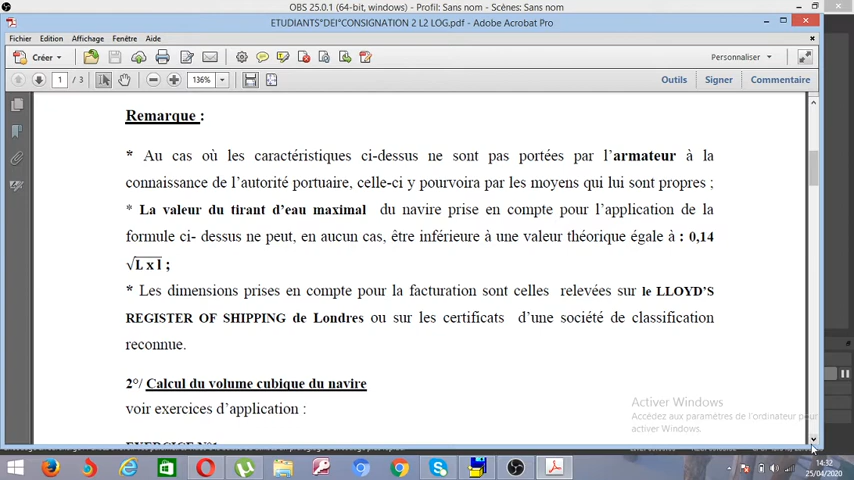 OBS 25.0.1 (64-bit, windows) - Profil: Sans nom - Scènes: Sans nom
ETUDIANTS°DEI°CONSIGNATION 2 L2 LOG.pdf - Adobe Acrobat Pro
Fichier Edition Affichage Fenêtre Aide
Créer Personnaliser
1 / 3 136% Outils Signer Commentaire
Remarque :
* Au cas où les caractéristiques ci-dessus ne sont pas portées par l’armateur à la
connaissance de l’autorité portuaire, celle-ci y pourvoira par les moyens qui lui sont propres ;
* La valeur du tirant d’eau maximal du navire prise en compte pour l’application de la
formule ci- dessus ne peut, en aucun cas, être inférieure à une valeur théorique égale à : 0,14
√L x l ;
* Les dimensions prises en compte pour la facturation sont celles relevées sur le LLOYD’S
REGISTER OF SHIPPING de Londres ou sur les certificats d’une société de classification
reconnue.
2°/ Calcul du volume cubique du navire
voir exercices d’application :
EXERCICE N°1
Activer Windows
Accédez aux paramètres de l'ordinateur pour
activer Windows.
14:32
25/04/2020